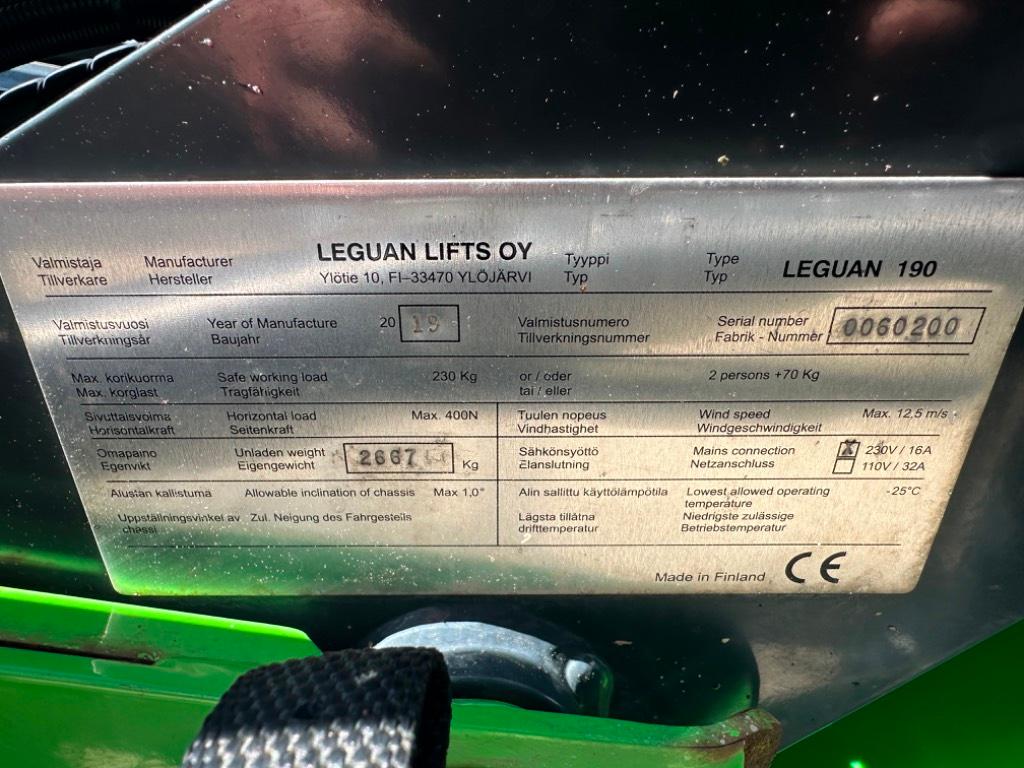 Valmistaja Manufacturer LEGUAN LIFTS OY Tyyppi Type LEGUAN 190
Tillverkare Hersteller Ylötie 10, FI–33470 YLÖJÄRVI Typ Typ
Valmistusvuosi Year of Manufacture 20 19 Valmistusnumero Serial number 0060200
Tillverkningsår Baujahr Tillverkningsnummer Fabrik - Nummer
Max. korikuorma Safe working load 230 Kg or / oder 2 persons +70 Kg
Max. korglast Tragfähigkeit tai / eller
Sivuttaisvoima Horizontal load Max. 400N Tuulen nopeus Wind speed Max. 12,5 m/s
Horisontalkraft Seitenkraft Vindhastighet Windgeschwindigkeit
Omapaino Unladen weight 2667 Kg Sähkönsyöttö Mains connection X 230V / 16A
Egenvikt Eigengewicht Elanslutning Netzanschluss 110V / 32A
Alustan kallistuma Allowable inclination of chassis Max 1,0° Alin sallittu käyttölämpötila Lowest allowed operating -25°C
temperature
Uppställningsvinkel av Zul. Neigung des Fahrgestells Lägsta tillåtna Niedrigste zulässige
chassi drifttemperatur Betriebstemperatur
Made in Finland CE